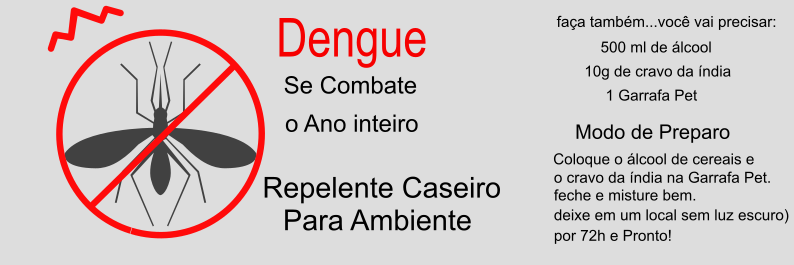 Dengue
Se Combate
o Ano inteiro
Repelente Caseiro
Para Ambiente
faça também...você vai precisar:
500 ml de álcool
10g de cravo da índia
1 Garrafa Pet
Modo de Preparo
Coloque o álcool de cereais e
o cravo da índia na Garrafa Pet.
feche e misture bem.
deixe em um local sem luz escuro)
por 72h e Pronto!